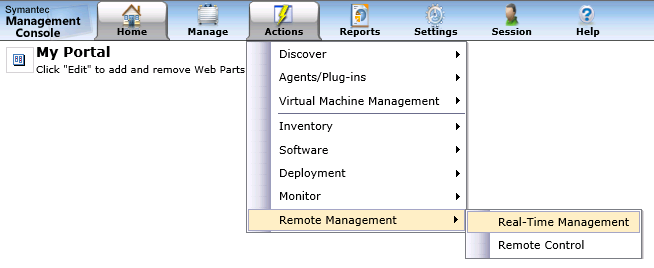 Symantec
Management
Console
Home
Manage
Actions
Reports
Settings
Session
Help
My Portal
Click "Edit" to add and remove Web Parts
Discover
Agents/Plug-ins
Virtual Machine Management
Inventory
Software
Deployment
Monitor
Remote Management
Real-Time Management
Remote Control